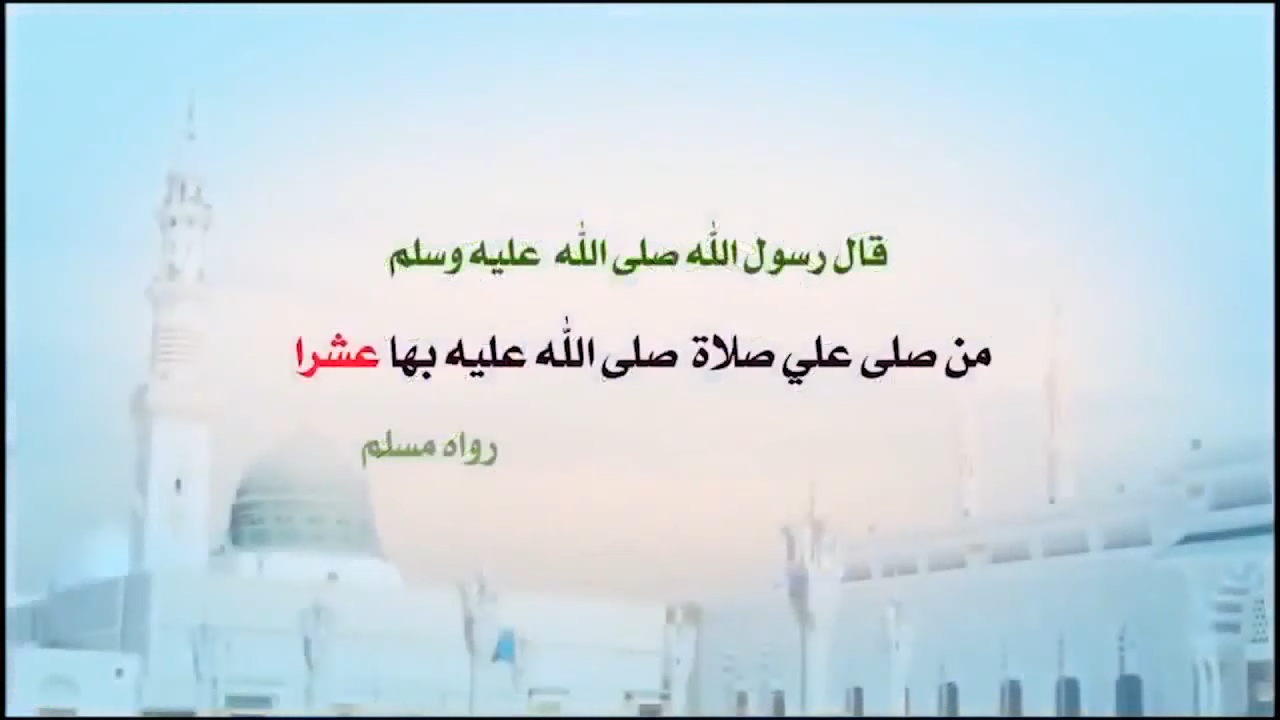 قال رسول الله صلى الله عليه وسلم
من صلى علي صلاة صلى الله عليه بها عشرا
رواه مسلم